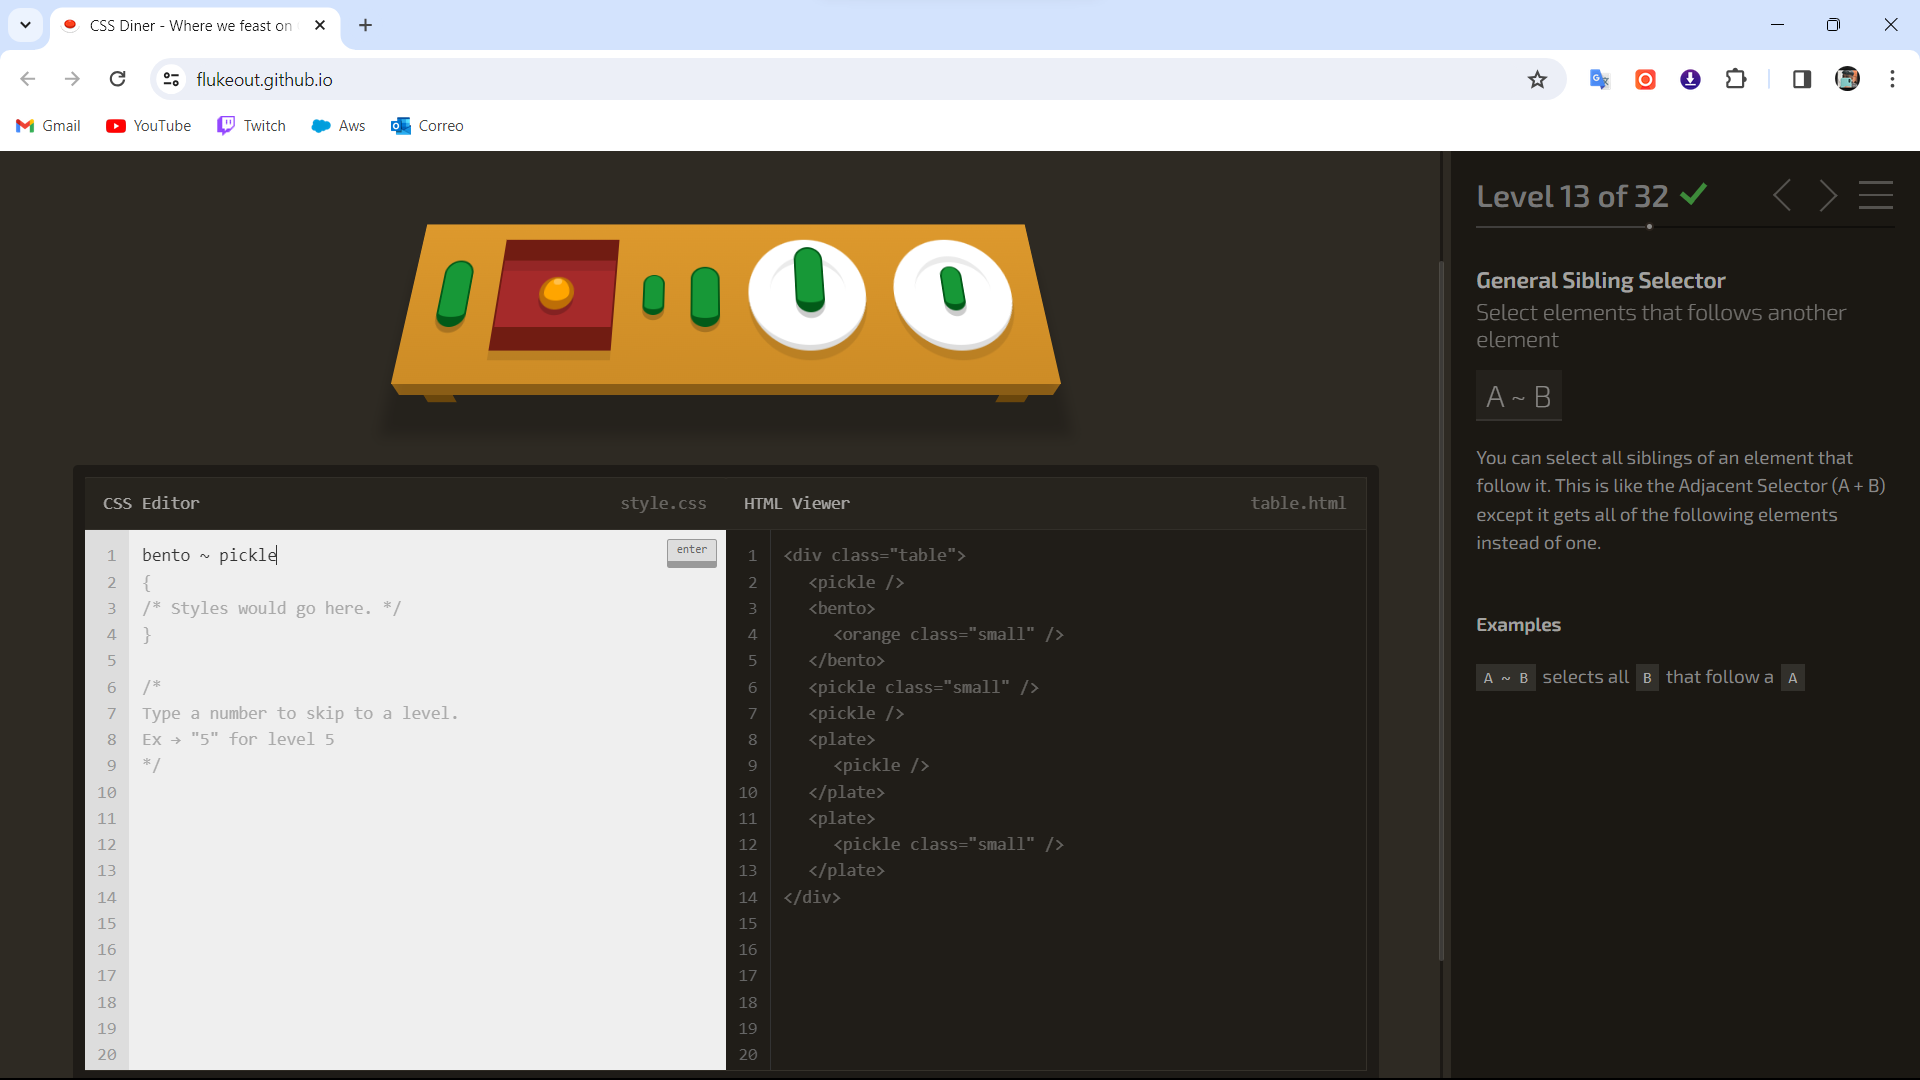 CSS Diner - Where we feast on
flukeout.github.io
Gmail
YouTube
Twitch
Aws
Correo
Level 13 of 32
General Sibling Selector
Select elements that follows another
element
A ~ B
You can select all siblings of an element that
follow it. This is like the Adjacent Selector (A + B)
except it gets all of the following elements
instead of one.
Examples
A ~ B selects all B that follow a A
CSS Editor
style.css
1 bento ~ pickle
enter
2 {
3 /* Styles would go here. */
4 }
5
6 /*
7 Type a number to skip to a level.
8 Ex → "5" for level 5
9 */
10
11
12
13
14
15
16
17
18
19
20
HTML Viewer
table.html
1 <div class="table">
2 <pickle />
3 <bento>
4 <orange class="small" />
5 </bento>
6 <pickle class="small" />
7 <pickle />
8 <plate>
9 <pickle />
10 </plate>
11 <plate>
12 <pickle class="small" />
13 </plate>
14 </div>
15
16
17
18
19
20